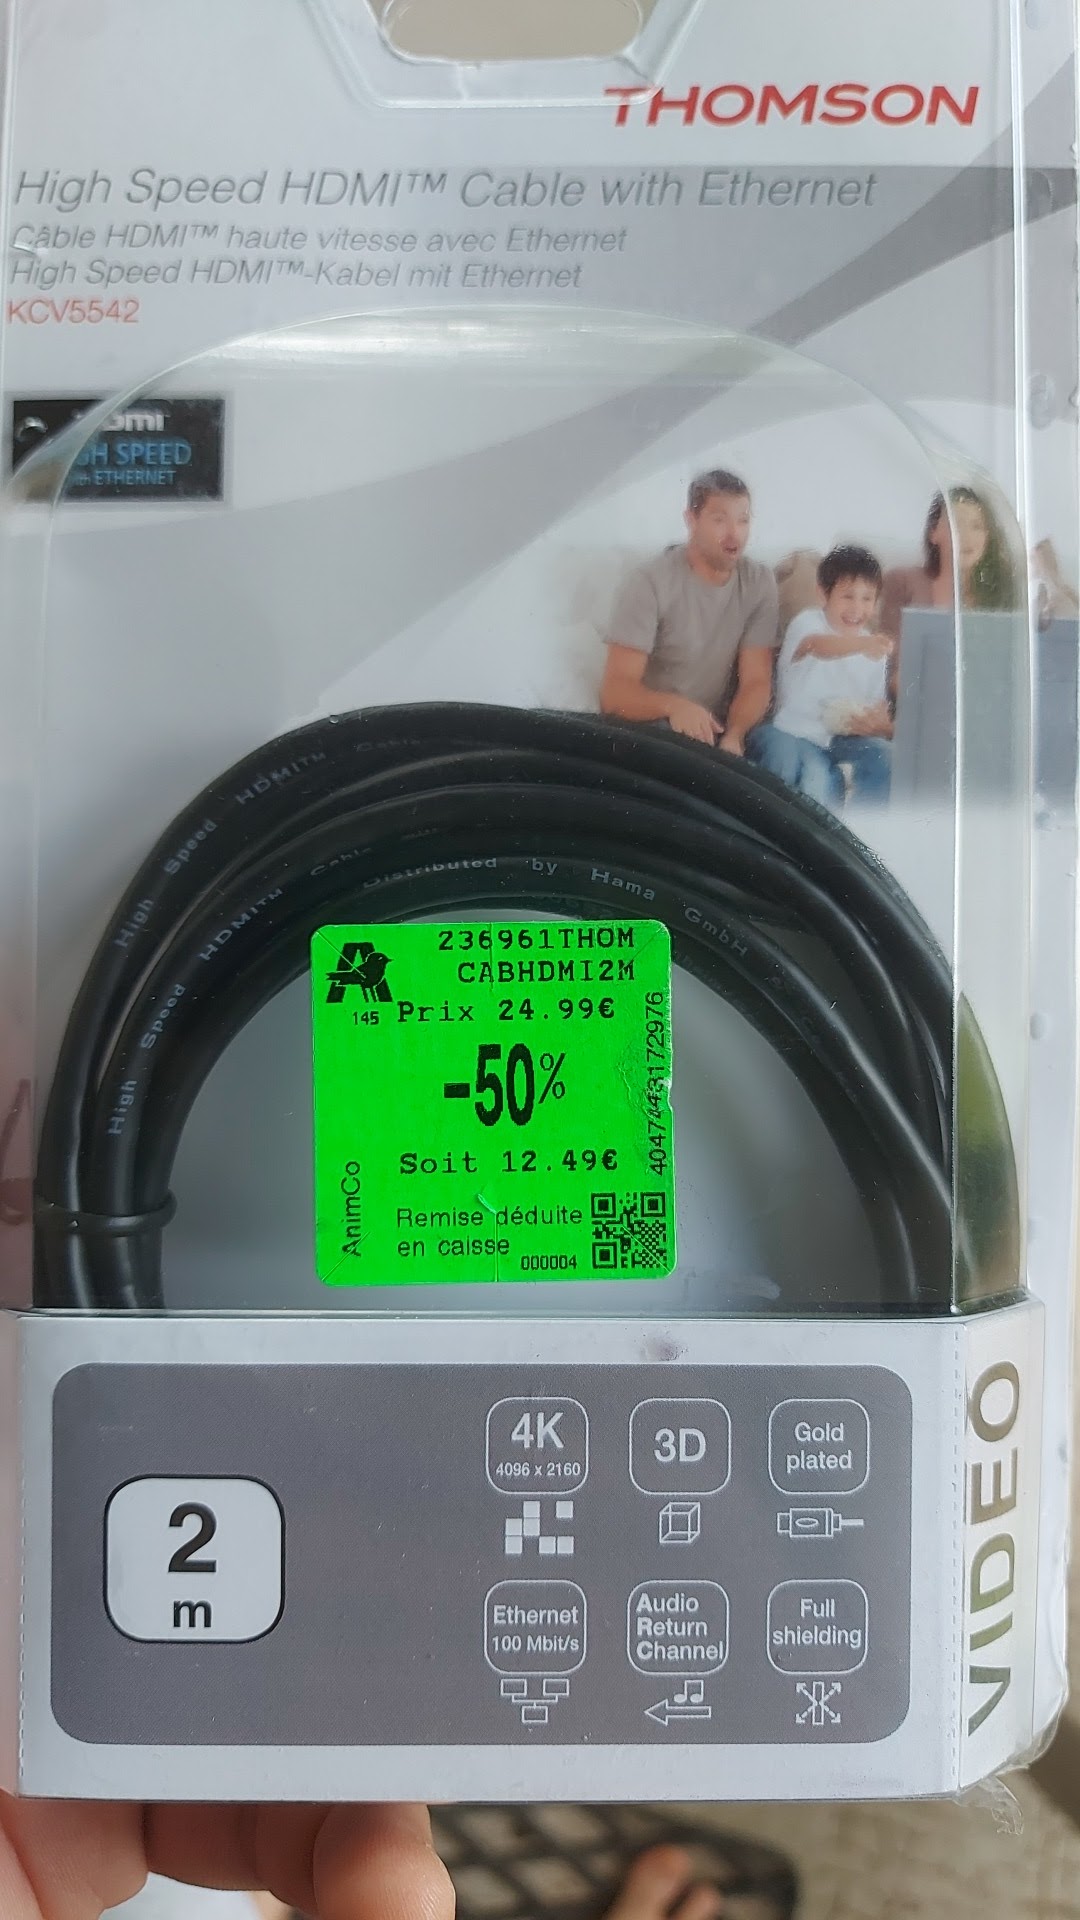 THOMSON
High Speed HDMI™ Cable with Ethernet
Câble HDMI™ haute vitesse avec Ethernet
High Speed HDMI™-Kabel mit Ethernet
KCV5542
SPEED
ETHERNET
High Speed HDMI™ Cable
High Speed HDMI™ Cable Distributed by Hama GmbH
236961THOM
CABHDMI2M
145 Prix 24.99€
-50%
Soit 12.49€
Remise déduite
en caisse
000004
AnimCo
VIDEO
2
m
4K
4096 x 2160
3D
Gold
plated
Ethernet
100 Mbit/s
Audio
Return
Channel
Full
shielding